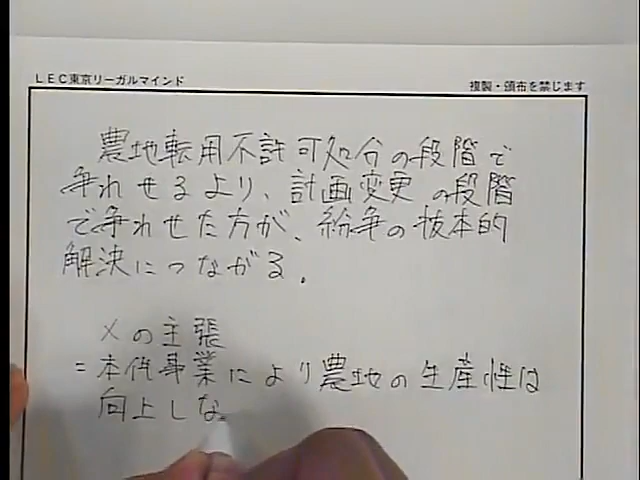 LEC東京リーガルマインド 複製・頒布を禁じます
農地転用不許可処分の段階で
争わせるより、計画変更の段階
で争わせた方が、紛争の抜本的
解決につながる。
Xの主張
=本件事業により農地の生産性は
向上しな